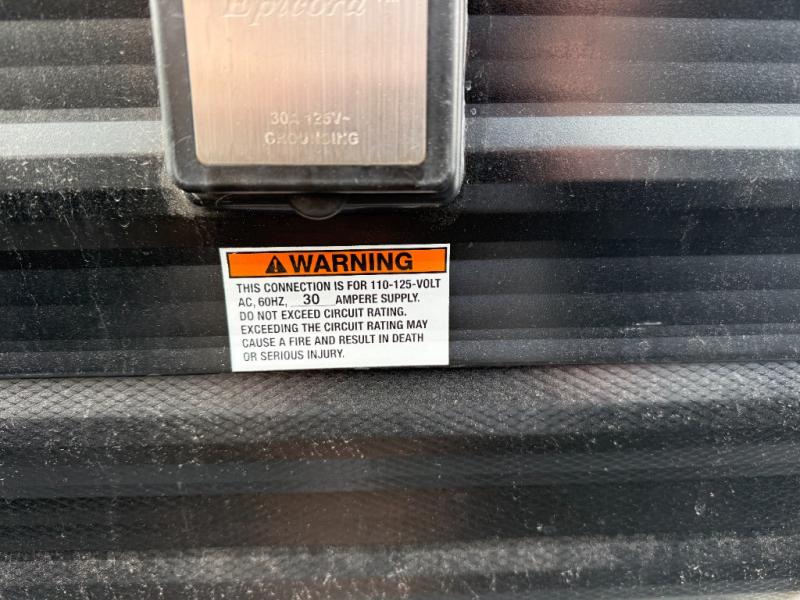 Epicord™
30A 125V~
GROUNDING
⚠WARNING
THIS CONNECTION IS FOR 110-125-VOLT
AC, 60HZ, 30 AMPERE SUPPLY.
DO NOT EXCEED CIRCUIT RATING.
EXCEEDING THE CIRCUIT RATING MAY
CAUSE A FIRE AND RESULT IN DEATH
OR SERIOUS INJURY.